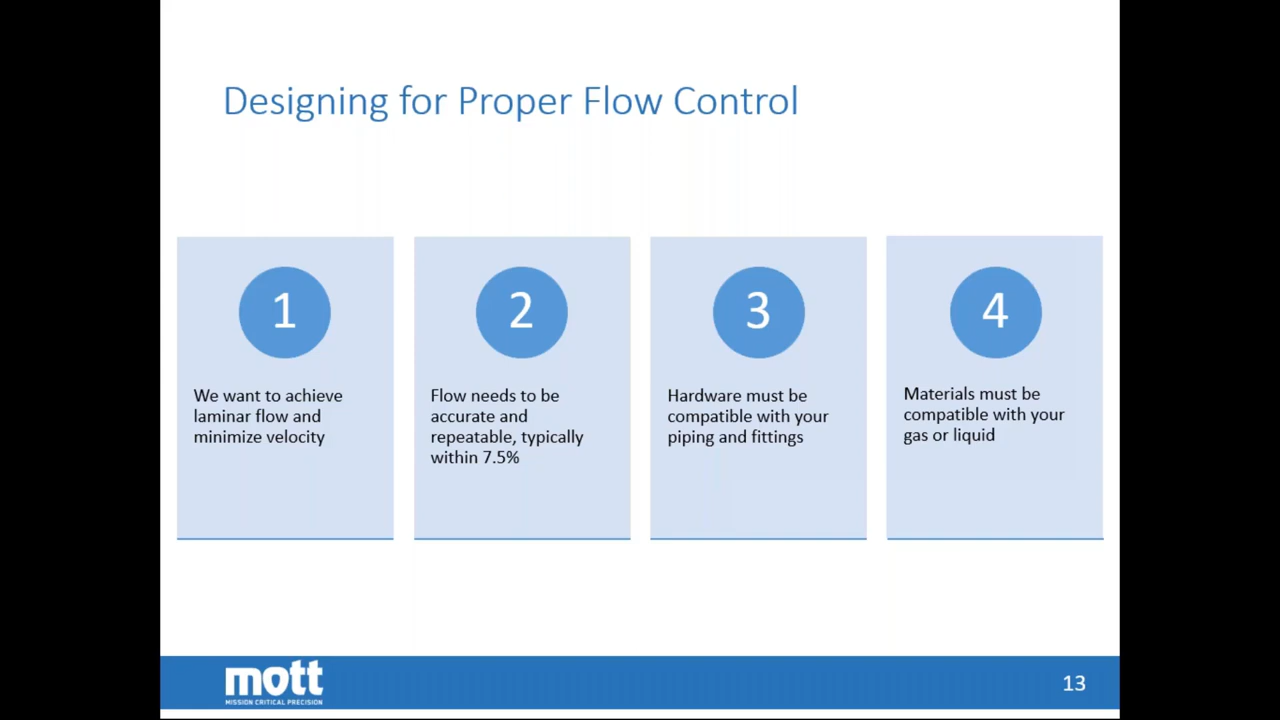 Designing for Proper Flow Control
1
We want to achieve
laminar flow and
minimize velocity
2
Flow needs to be
accurate and
repeatable, typically
within 7.5%
3
Hardware must be
compatible with your
piping and fittings
4
Materials must be
compatible with your
gas or liquid
mott
MISSION CRITICAL PRECISION
13